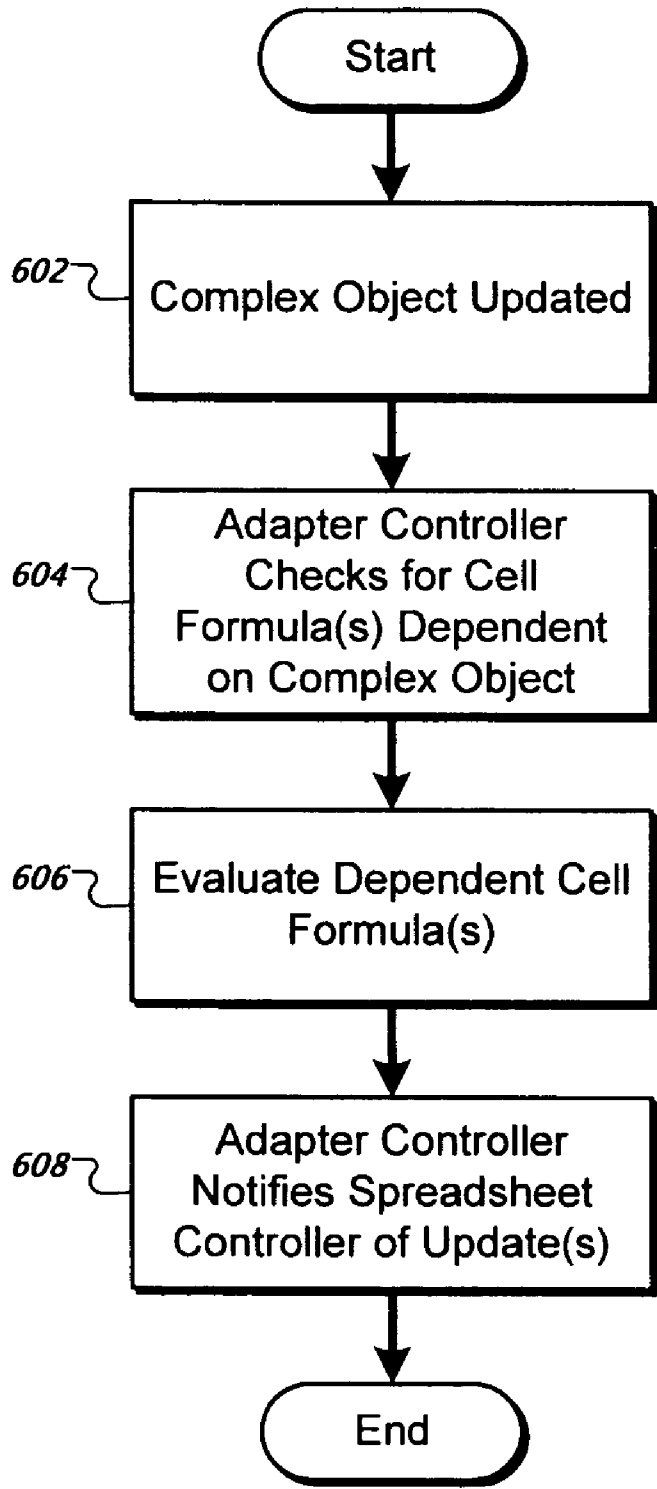 Start
602
Complex Object Updated
604
Adapter Controller
Checks for Cell
Formula(s) Dependent
on Complex Object
606
Evaluate Dependent Cell
Formula(s)
608
Adapter Controller
Notifies Spreadsheet
Controller of Update(s)
End